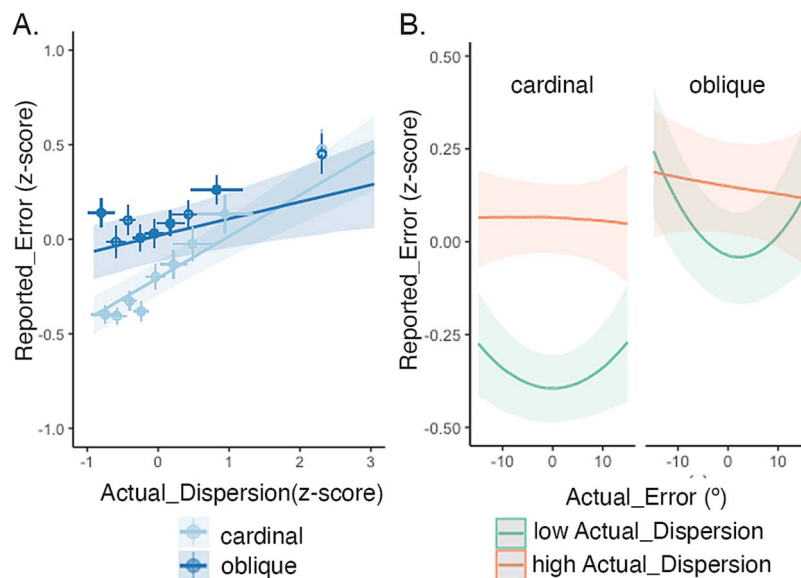 A.
Reported_Error (z-score)
1.0
0.5
0.0
-0.5
-1.0
-1
0
1
2
3
Actual_Dispersion(z-score)
cardinal
oblique
B.
Reported_Error (z-score)
0.50
0.25
0.00
-0.25
-0.50
cardinal
oblique
-10
0
10
-10
0
10
Actual_Error (°)
low Actual_Dispersion
high Actual_Dispersion